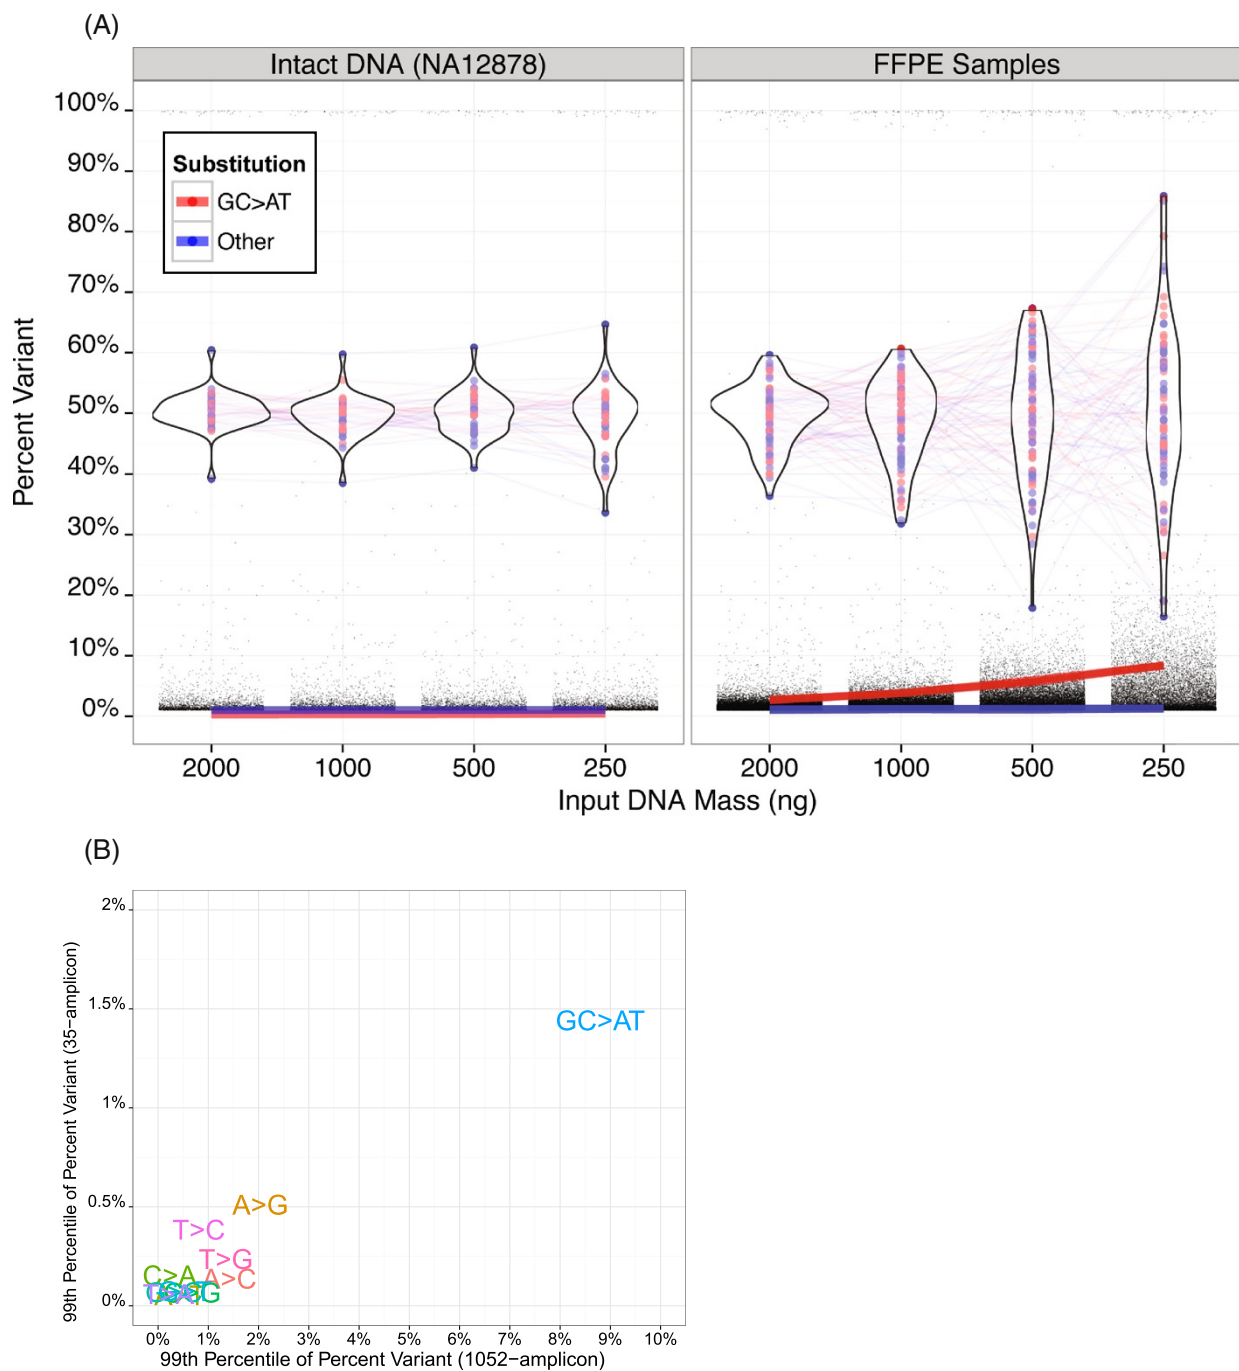 (A)
Intact DNA (NA12878)
FFPE Samples
100%
90%
80%
70%
60%
50%
40%
30%
20%
10%
0%
Percent Variant
Substitution
GC>AT
Other
2000 1000 500 250
2000 1000 500 250
Input DNA Mass (ng)
(B)
2%
1.5%
1%
0.5%
0%
99th Percentile of Percent Variant (35−amplicon)
GC>AT
A>G
T>C
T>G
C>A
A>C
0% 1% 2% 3% 4% 5% 6% 7% 8% 9% 10%
99th Percentile of Percent Variant (1052−amplicon)